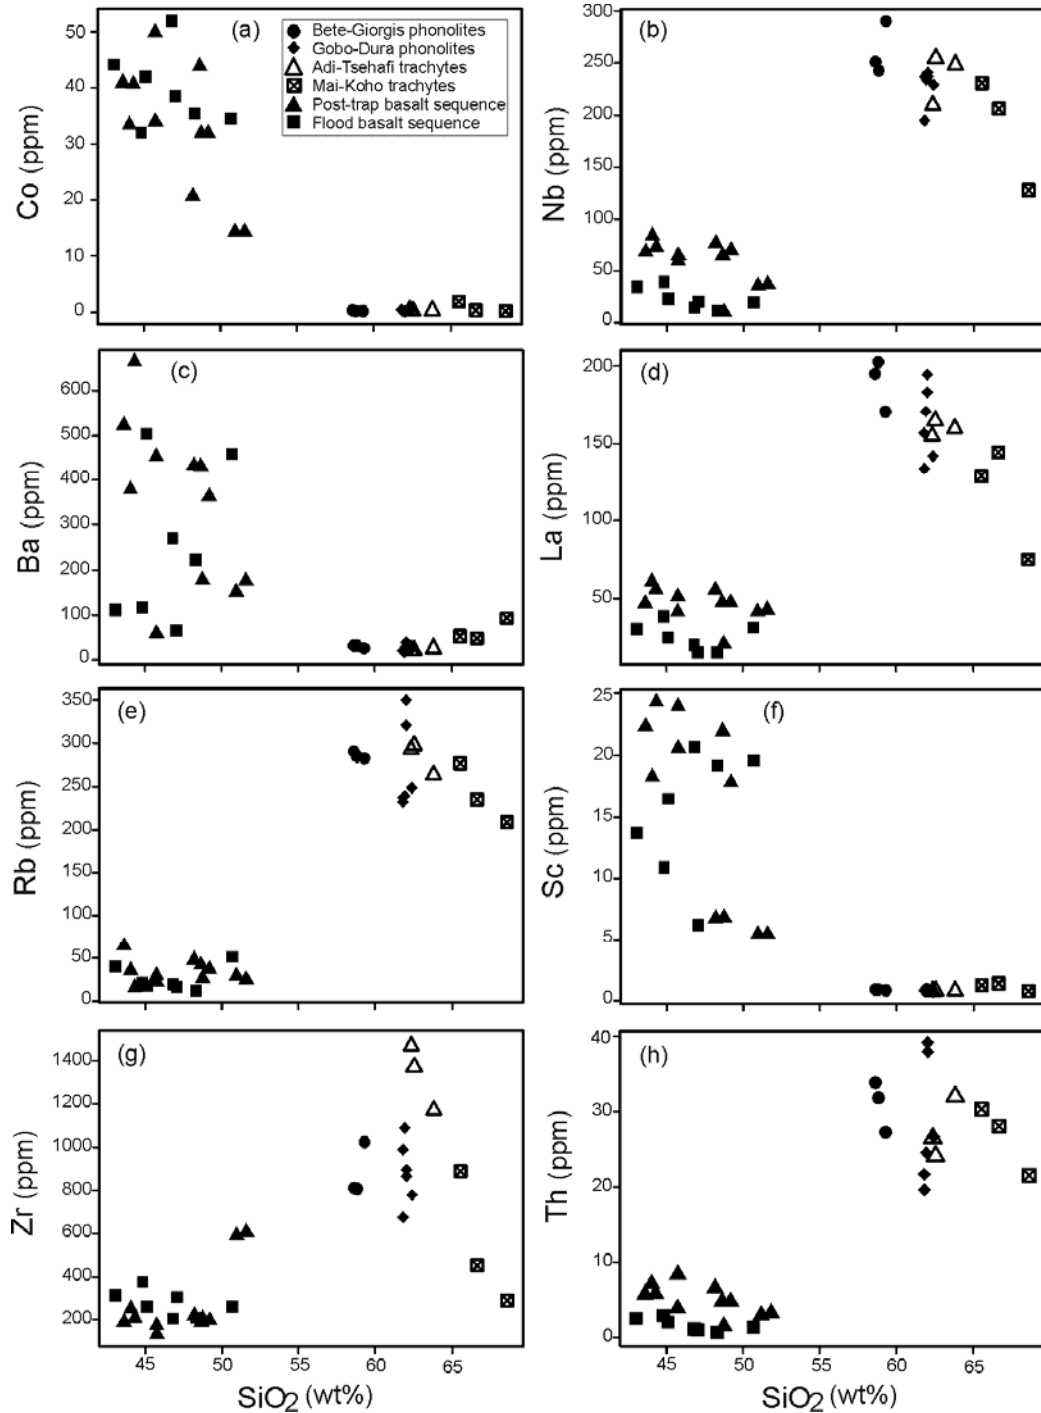 (a)
Bete-Giorgis phonolites
Gobo-Dura phonolites
Adi-Tsehafi trachytes
Mai-Koho trachytes
Post-trap basalt sequence
Flood basalt sequence
50
40
30
20
10
0
Co (ppm)
45
50
55
60
65
(b)
300
250
200
150
100
50
0
Nb (ppm)
(c)
600
500
400
300
200
100
0
Ba (ppm)
(d)
200
150
100
50
La (ppm)
(e)
350
300
250
200
150
100
50
0
Rb (ppm)
(f)
25
20
15
10
5
0
Sc (ppm)
(g)
1400
1200
1000
800
600
400
200
Zr (ppm)
45
50
60
65
SiO2 (wt%)
(h)
40
30
20
10
0
Th (ppm)
45
50
60
65
SiO2 (wt%)